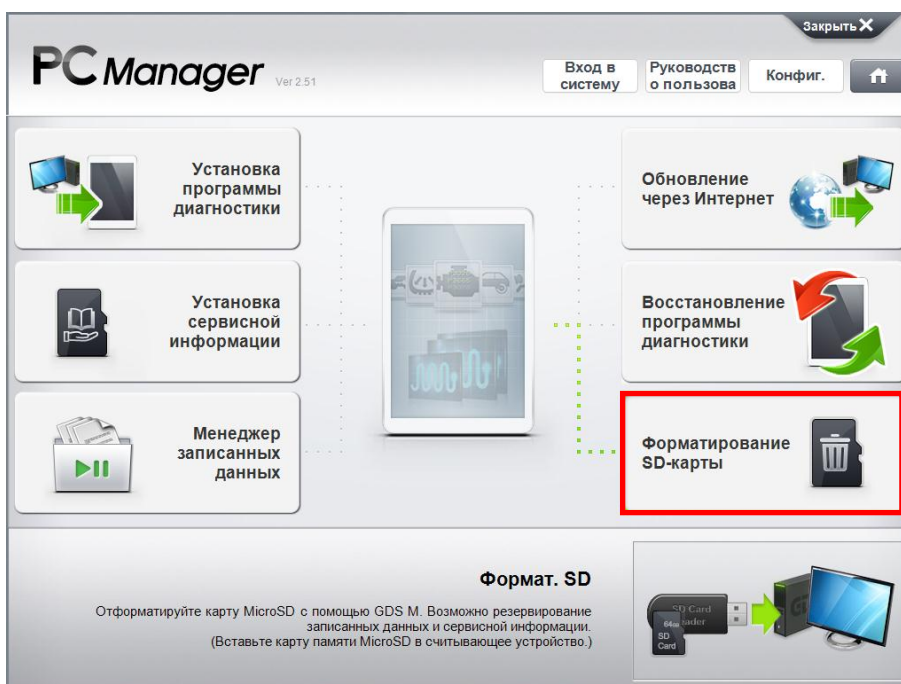 Закрыть
PC Manager Ver 2.51
Вход в
систему
Руководств
о пользова
Конфиг.
Установка
программы
диагностики
Обновление
через Интернет
Установка
сервисной
информации
Восстановление
программы
диагностики
Менеджер
записанных
данных
Форматирование
SD-карты
Формат. SD
Отформатируйте карту MicroSD с помощью GDS M. Возможно резервирование
записанных данных и сервисной информации.
(Вставьте карту памяти MicroSD в считывающее устройство.)
SD Card
SD
Card